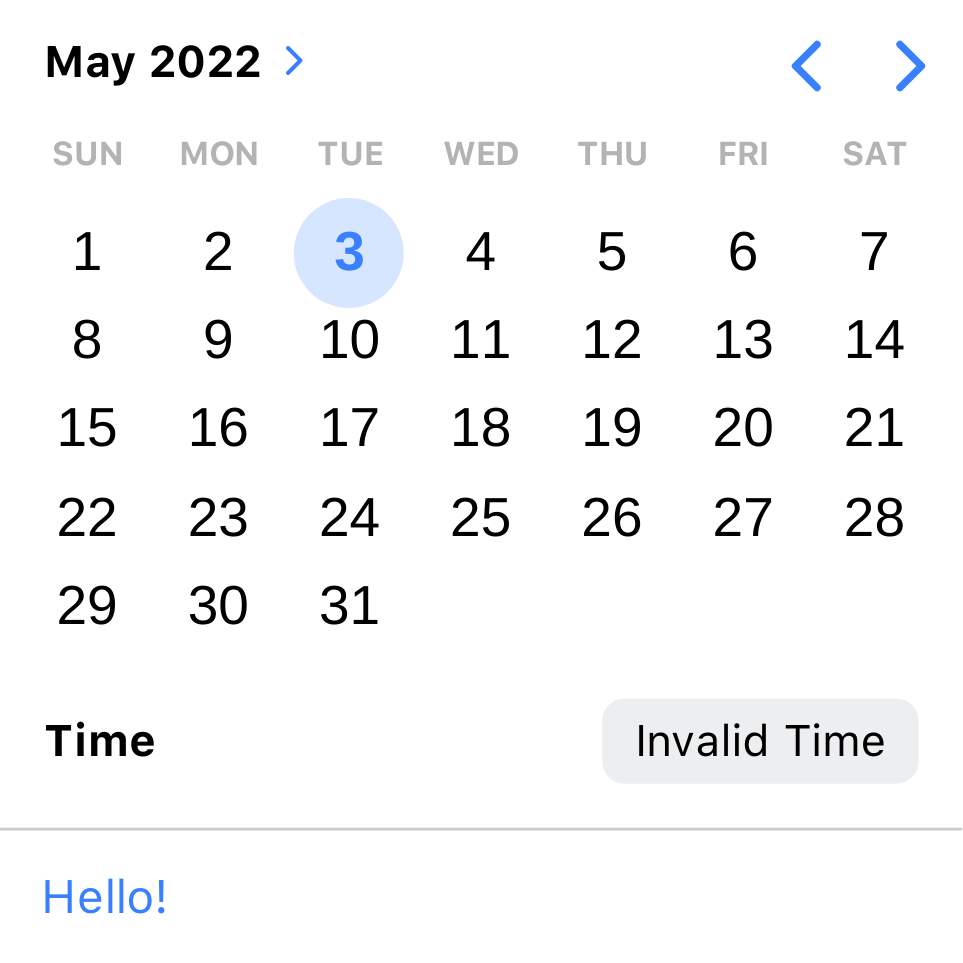 May 2022
SUN MON TUE WED THU FRI SAT
1 2 3 4 5 6 7
8 9 10 11 12 13 14
15 16 17 18 19 20 21
22 23 24 25 26 27 28
29 30 31
Time Invalid Time
Hello!